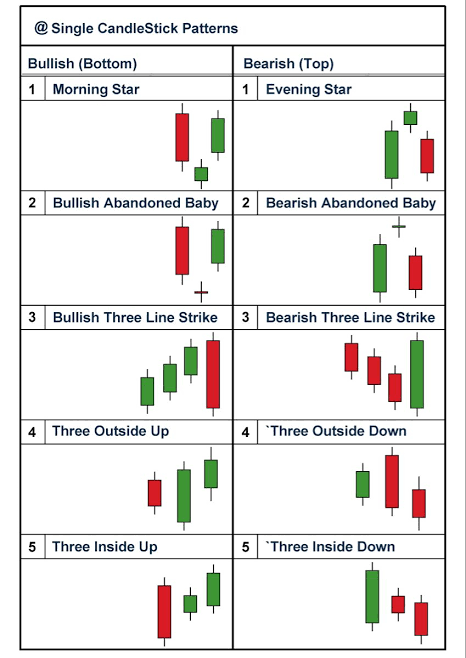 @ Single CandleStick Patterns
Bullish (Bottom) Bearish (Top)
1 Morning Star 1 Evening Star
2 Bullish Abandoned Baby 2 Bearish Abandoned Baby
3 Bullish Three Line Strike 3 Bearish Three Line Strike
4 Three Outside Up 4 `Three Outside Down
5 Three Inside Up 5 `Three Inside Down